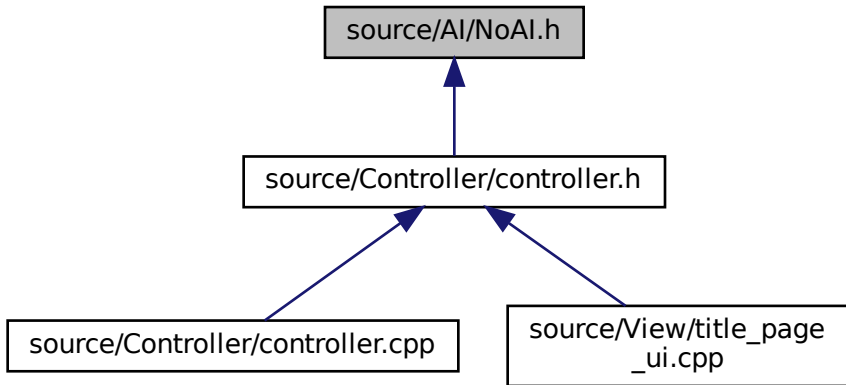 source/AI/NoAI.h
source/Controller/controller.h
source/Controller/controller.cpp
source/View/title_page
_ui.cpp